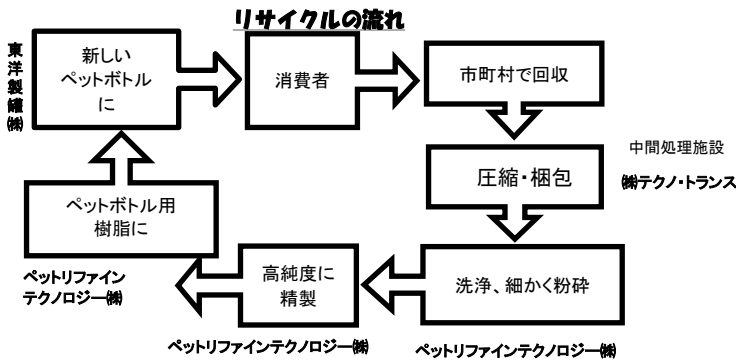 リサイクルの流れ
東洋製罐㈱
新しい
ペットボトル
に
消費者
市町村で回収
中間処理施設
圧縮・梱包
㈱テクノ・トランス
洗浄、細かく粉砕
ペットリファインテクノロジー㈱
高純度に
精製
ペットリファインテクノロジー㈱
ペットボトル用
樹脂に
ペットリファイン
テクノロジー㈱